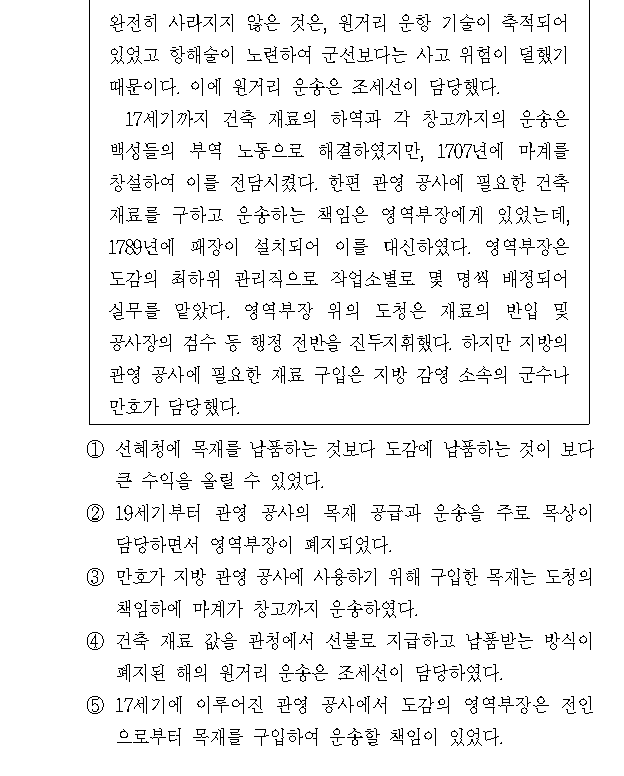 완전히 사라지지 않은 것은, 원거리 운항 기술이 축적되어
있었고 항해술이 노련하여 군선보다는 사고 위험이 덜했기
때문이다. 이에 원거리 운송은 조세선이 담당했다.
17세기까지 건축 재료의 하역과 각 창고까지의 운송은
백성들의 부역 노동으로 해결하였지만, 1707년에 마계를
창설하여 이를 전담시켰다. 한편 관영 공사에 필요한 건축
재료를 구하고 운송하는 책임은 영역부장에게 있었는데,
1789년에 패장이 설치되어 이를 대신하였다. 영역부장은
도감의 최하위 관리직으로 작업소별로 몇 명씩 배정되어
실무를 맡았다. 영역부장 위의 도청은 재료의 반입 및
공사장의 검수 등 행정 전반을 진두지휘했다. 하지만 지방의
관영 공사에 필요한 재료 구입은 지방 감영 소속의 군수나
만호가 담당했다.
① 선혜청에 목재를 납품하는 것보다 도감에 납품하는 것이 보다
큰 수익을 올릴 수 있었다.
② 19세기부터 관영 공사의 목재 공급과 운송을 주로 목상이
담당하면서 영역부장이 폐지되었다.
③ 만호가 지방 관영 공사에 사용하기 위해 구입한 목재는 도청의
책임하에 마계가 창고까지 운송하였다.
④ 건축 재료 값을 관청에서 선불로 지급하고 납품받는 방식이
폐지된 해의 원거리 운송은 조세선이 담당하였다.
⑤ 17세기에 이루어진 관영 공사에서 도감의 영역부장은 전인
으로부터 목재를 구입하여 운송할 책임이 있었다.